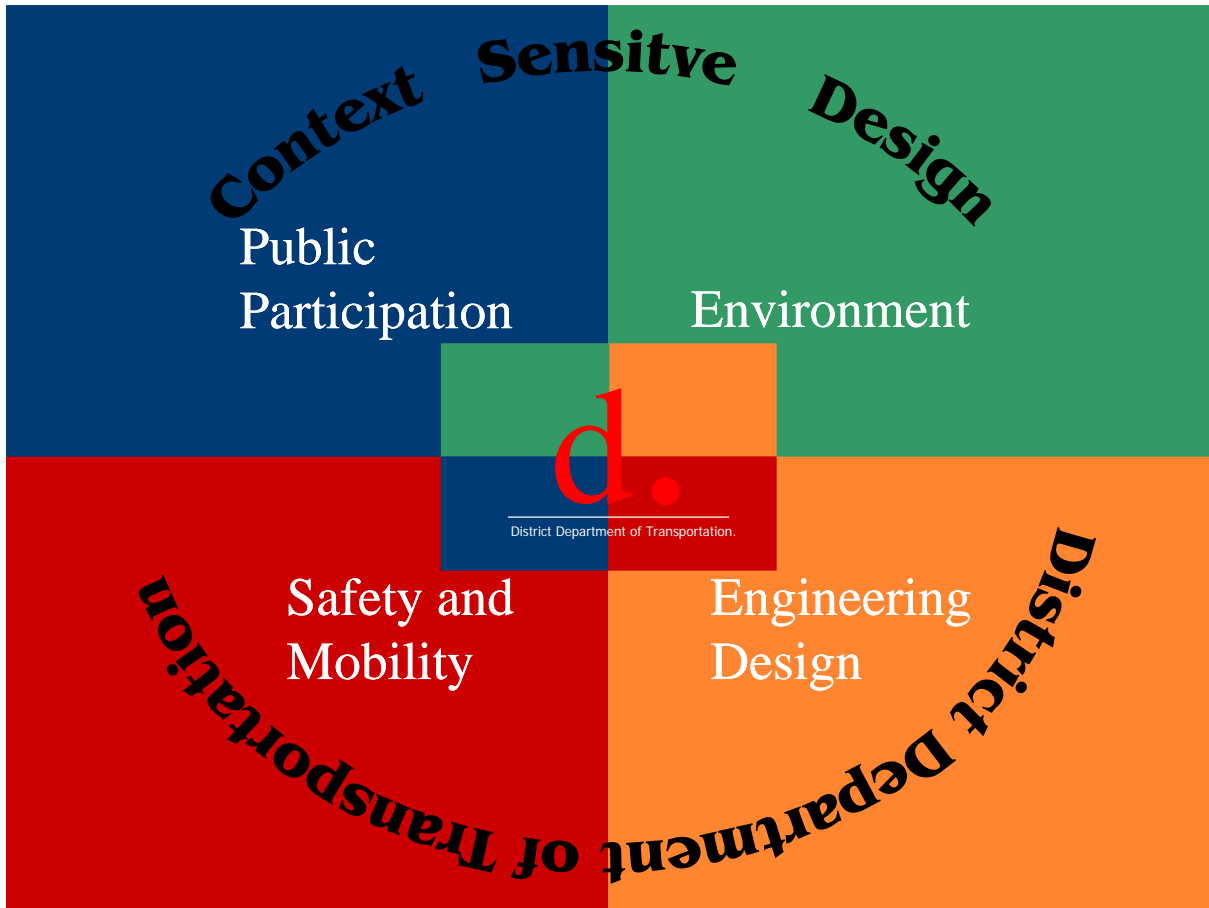 Context Sensitve Design
Public
Participation
Environment
d.
District Department of Transportation.
Safety and
Mobility
Engineering
Design
District Department of Transportation